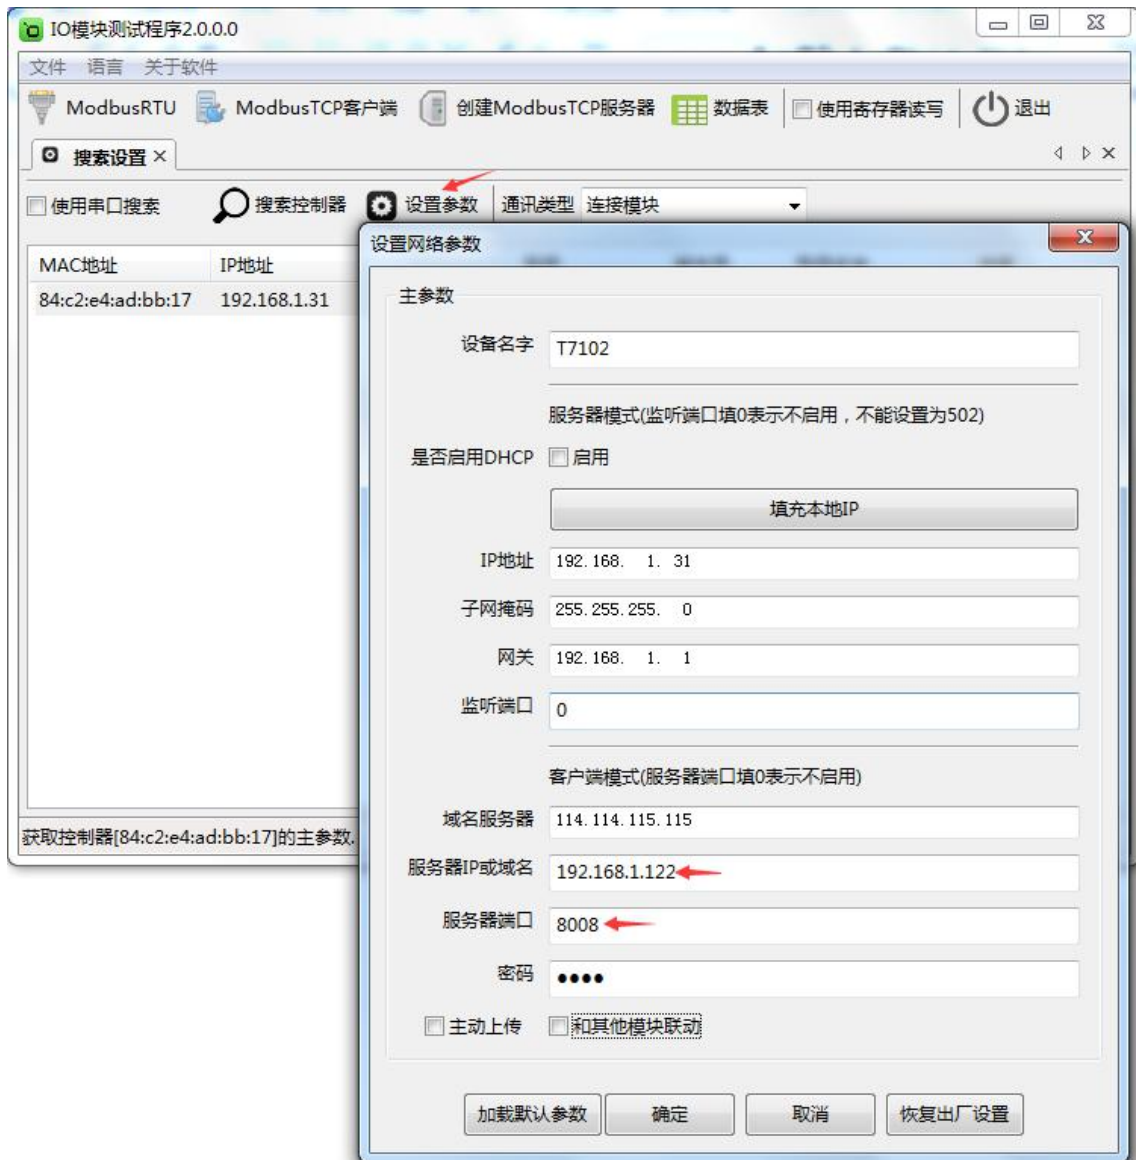 IO模块测试程序2.0.0.0
文件 语言 关于软件
ModbusRTU ModbusTCP客户端 创建ModbusTCP服务器 数据表 使用寄存器读写 退出
搜索设置
使用串口搜索 搜索控制器 设置参数 通讯类型 连接模块
设置网络参数
MAC地址 IP地址
84:c2:e4:ad:bb:17 192.168.1.31
主参数
设备名字 T7102
服务器模式(监听端口填0表示不启用，不能设置为502)
是否启用DHCP 启用
填充本地IP
IP地址 192.168. 1. 31
子网掩码 255.255.255. 0
网关 192.168. 1. 1
监听端口 0
客户端模式(服务器端口填0表示不启用)
域名服务器 114.114.115.115
获取控制器[84:c2:e4:ad:bb:17]的主参数.
服务器IP或域名 192.168.1.122
服务器端口 8008
密码 ●●●●
主动上传 和其他模块联动
加载默认参数 确定 取消 恢复出厂设置